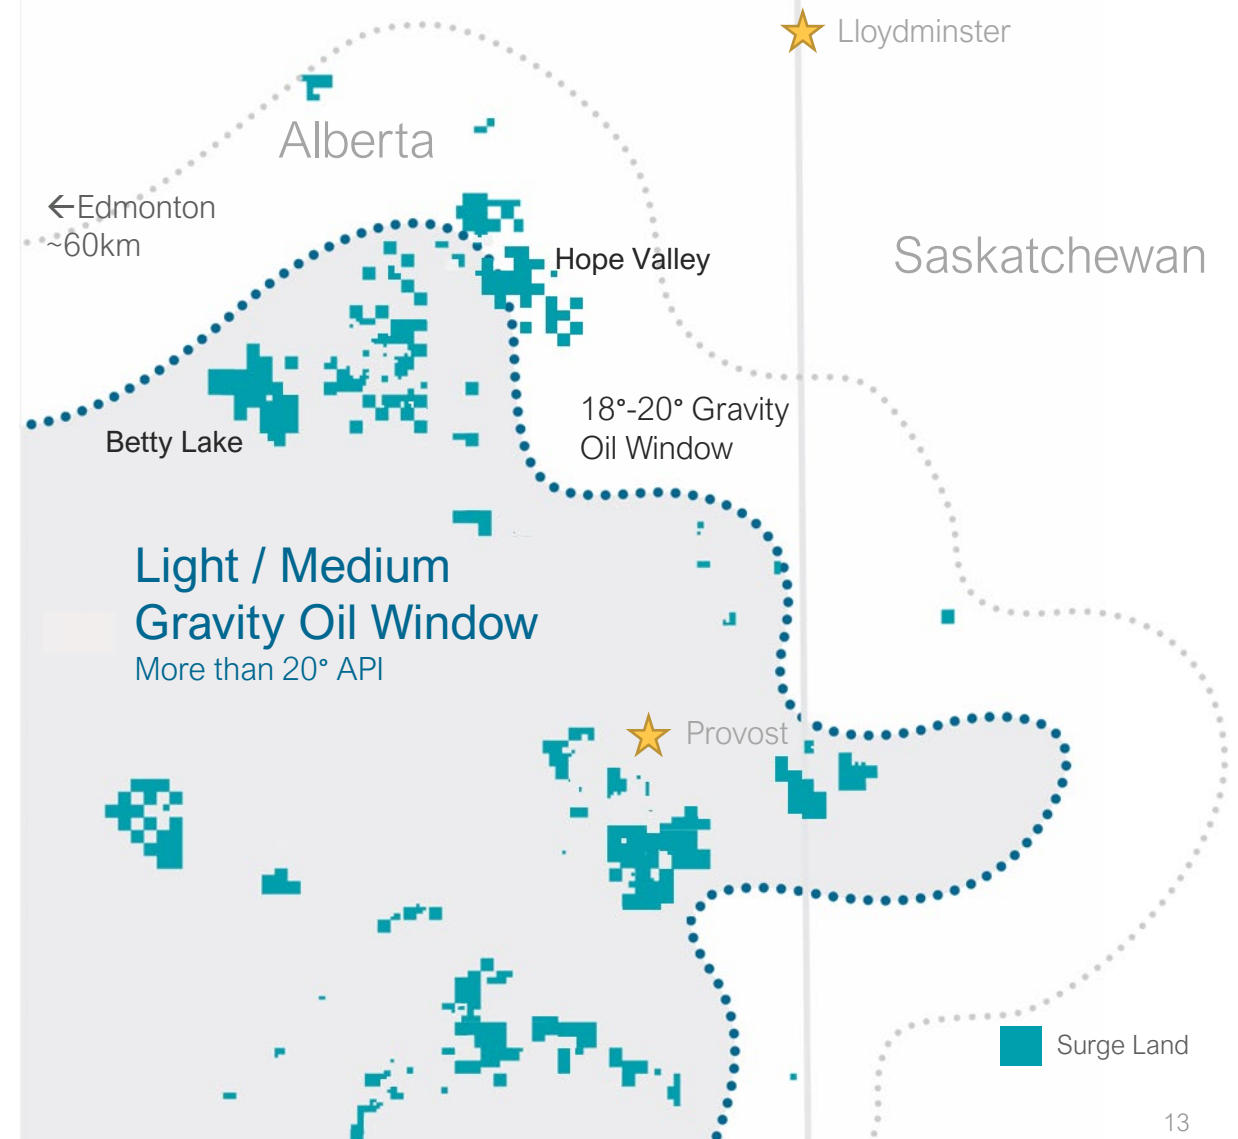 Lloydminster
Alberta
←Edmonton
~60km
Saskatchewan
Hope Valley
18°-20° Gravity
Oil Window
Betty Lake
Light / Medium
Gravity Oil Window
More than 20° API
Provost
Surge Land
13